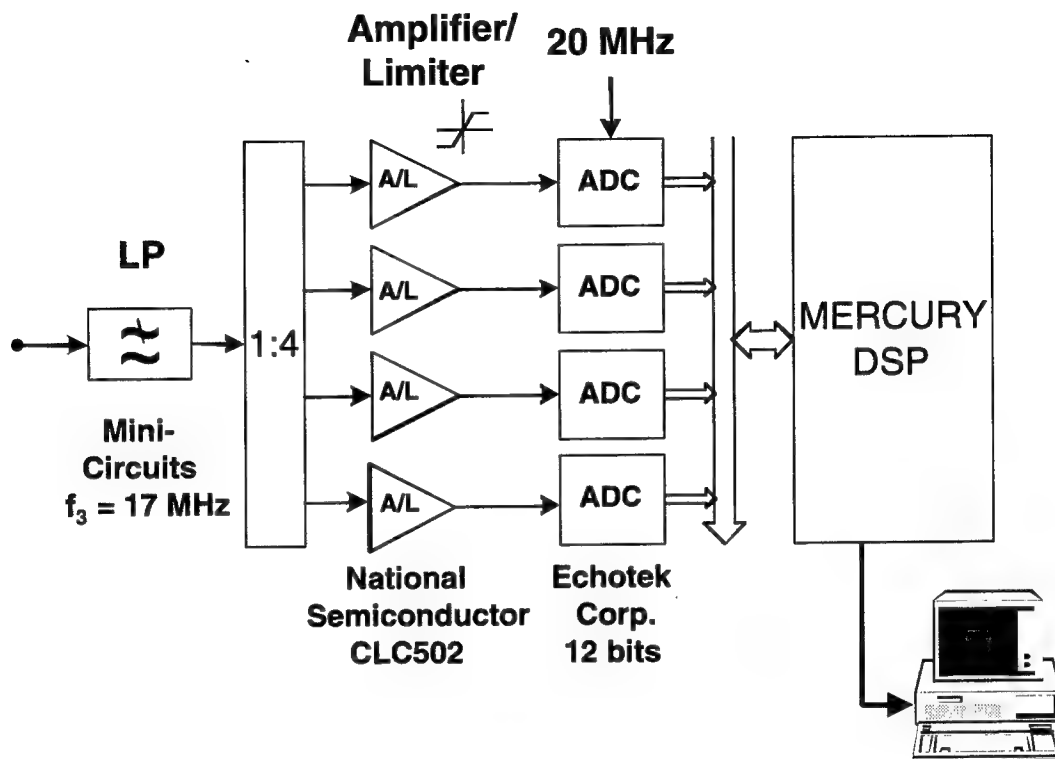 Amplifier/
Limiter
20 MHz
LP
A/L
ADC
A/L
ADC
1:4
A/L
ADC
A/L
ADC
MERCURY
DSP
Mini-
Circuits
f₃ = 17 MHz
National
Semiconductor
CLC502
Echotek
Corp.
12 bits